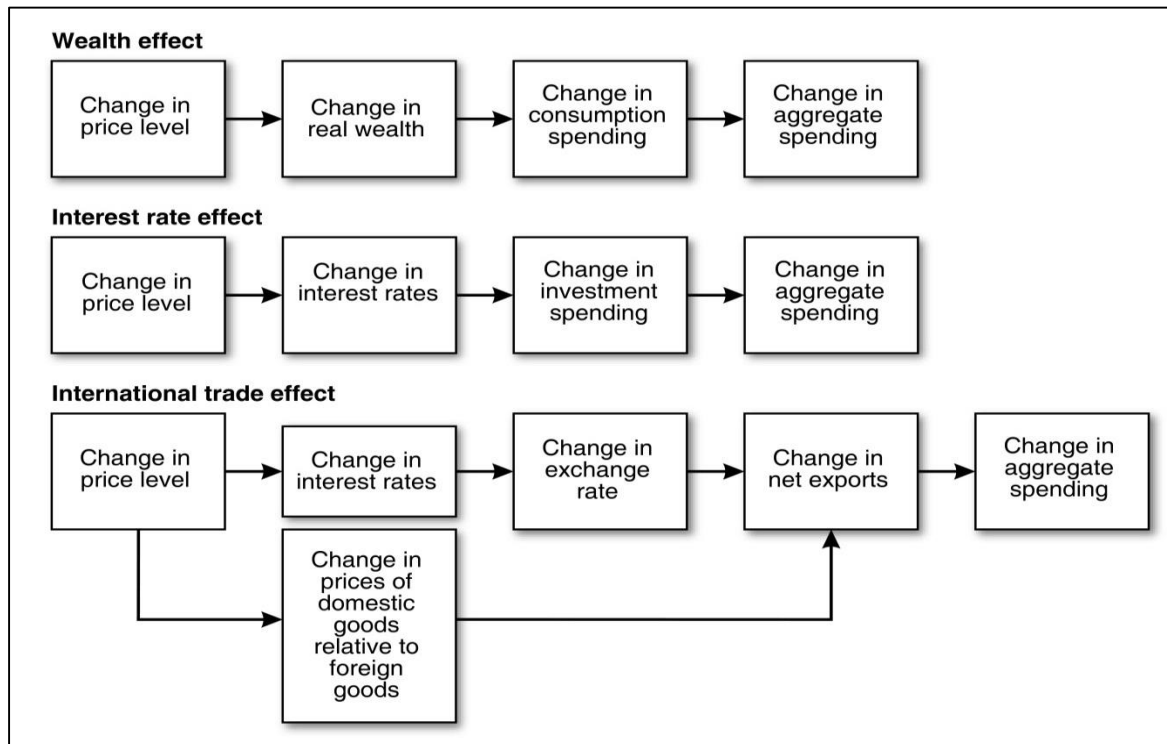 Wealth effect
Change in
price level
Change in
real wealth
Change in
consumption
spending
Change in
aggregate
spending
Interest rate effect
Change in
price level
Change in
interest rates
Change in
investment
spending
Change in
aggregate
spending
International trade effect
Change in
price level
Change in
interest rates
Change in
exchange
rate
Change in
net exports
Change in
aggregate
spending
Change in
prices of
domestic
goods
relative to
foreign
goods